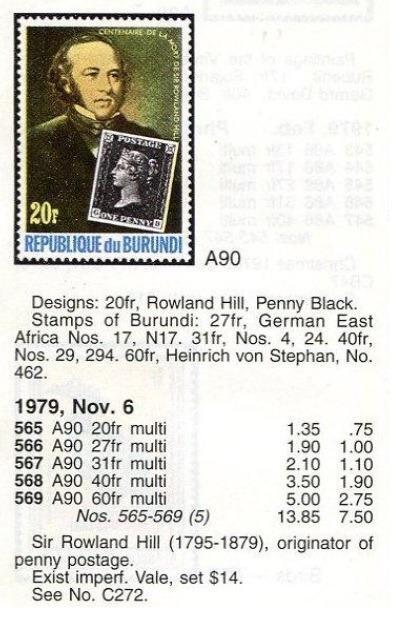 CENTENAIRE DE LA MORT DE SIR ROWLAND HILL
POSTAGE
ONE PENNY
20F
REPUBLIQUE du BURUNDI
A90
Designs: 20fr, Rowland Hill, Penny Black.
Stamps of Burundi: 27fr, German East
Africa Nos. 17, N17. 31fr, Nos. 4, 24. 40fr,
Nos. 29, 294. 60fr, Heinrich von Stephan, No.
462.
1979, Nov. 6
565 A90 20fr multi 1.35 .75
566 A90 27fr multi 1.90 1.00
567 A90 31fr multi 2.10 1.10
568 A90 40fr multi 3.50 1.90
569 A90 60fr multi 5.00 2.75
Nos. 565-569 (5) 13.85 7.50
Sir Rowland Hill (1795-1879), originator of
penny postage.
Exist imperf. Vale, set $14.
See No. C272.